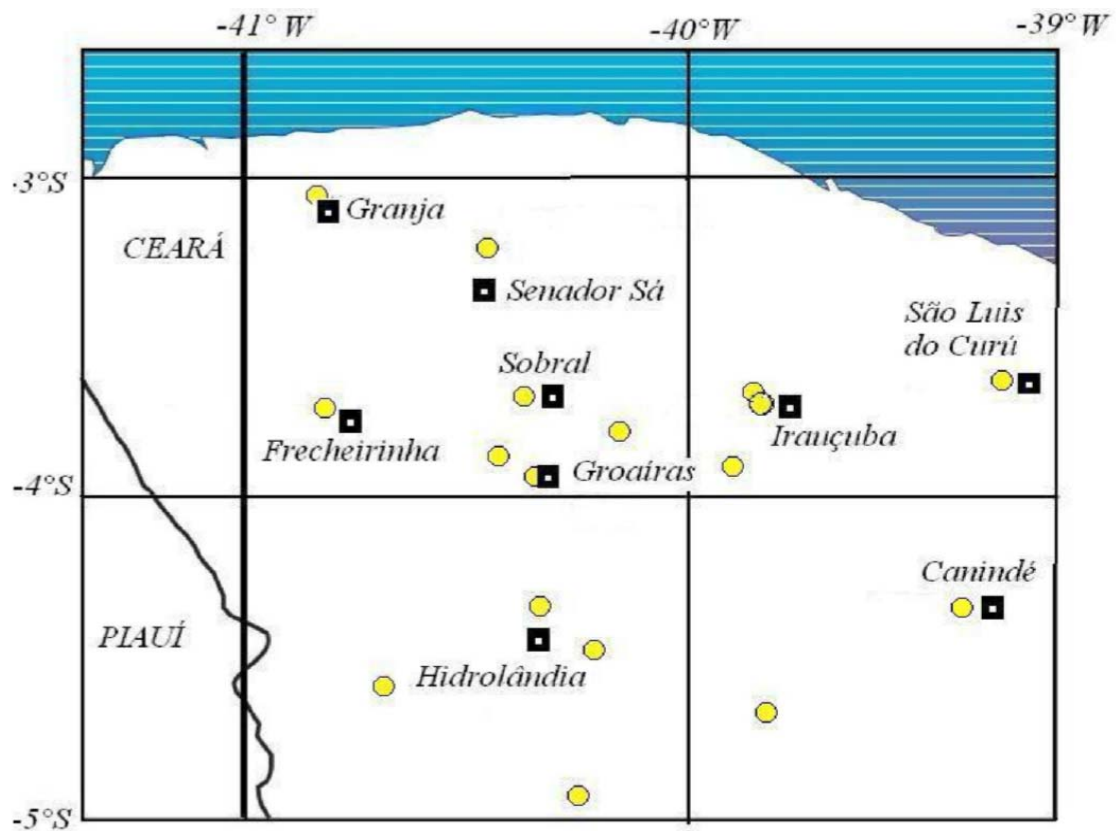 -41° W
-40°W
-39°W
-3°S
Granja
CEARÁ
Senador Sá
São Luis
do Curú
Sobral
Frecheirinha
Irauçuba
Groaíras
-4°S
Canindé
PIAUÍ
Hidrolândia
-5°S